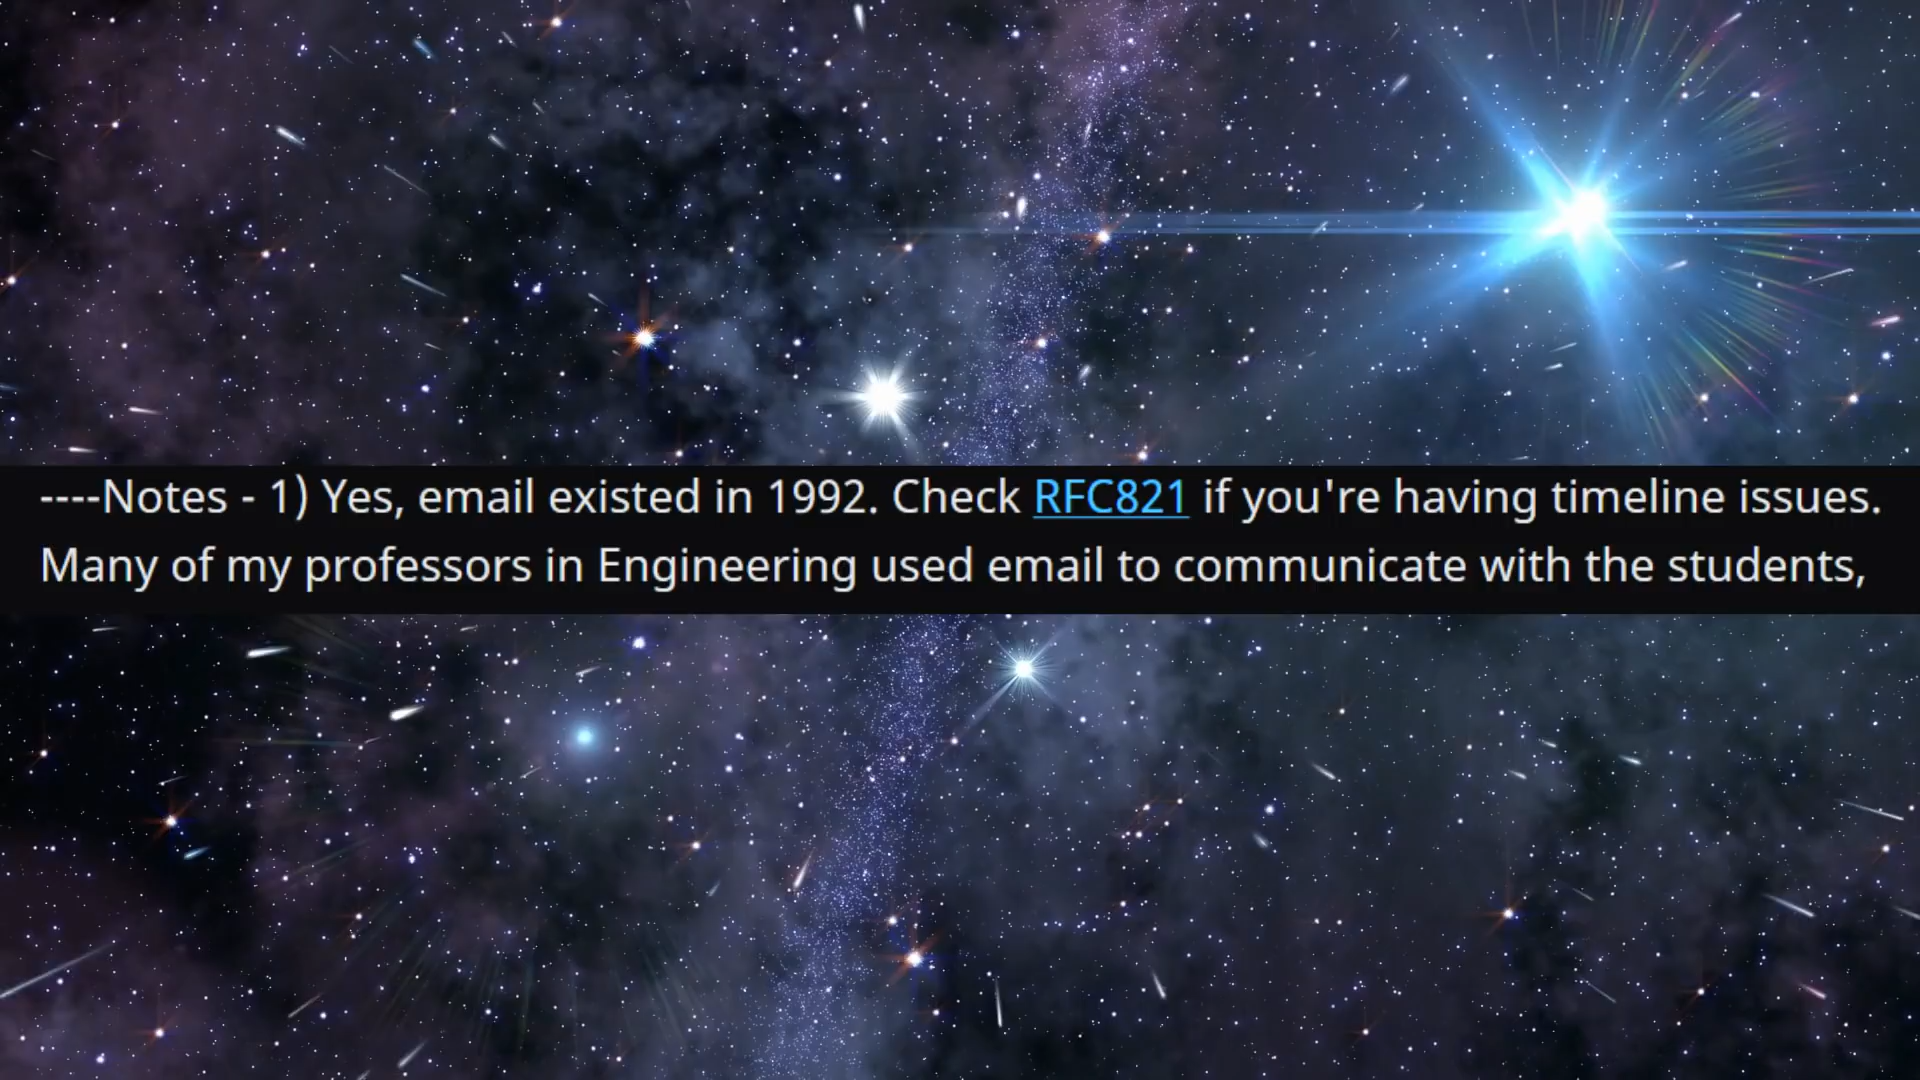 ----Notes - 1) Yes, email existed in 1992. Check RFC821 if you're having timeline issues.
Many of my professors in Engineering used email to communicate with the students,